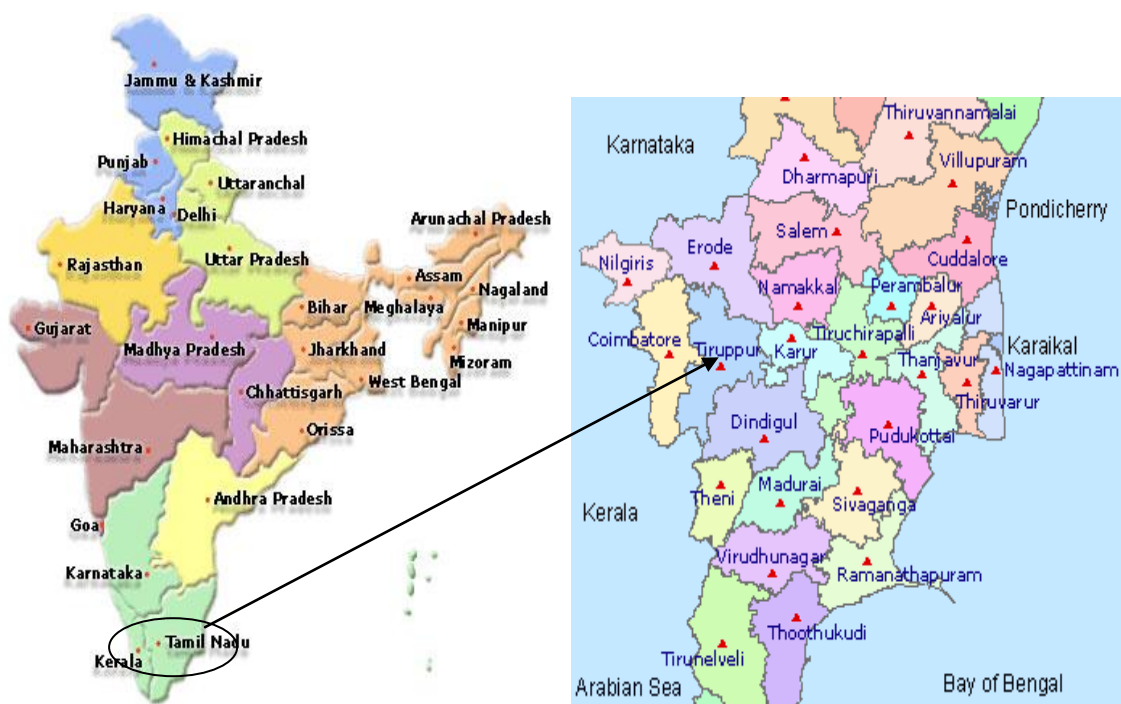 Jammu & Kashmir
Himachal Pradesh
Punjab
Uttaranchal
Haryana
Delhi
Arunachal Pradesh
Rajasthan
Uttar Pradesh
Assam
Nagaland
Bihar
Meghalaya
Gujarat
Manipur
Madhya Pradesh
Jharkhand
Mizoram
West Bengal
Chhattisgarh
Orissa
Maharashtra
Andhra Pradesh
Goa
Karnataka
Tamil Nadu
Kerala
Thiruvannamalai
Karnataka
Villupuram
Dharmapuri
Pondicherry
Salem
Erode
Cuddalore
Nilgiris
Namakkal
Perambalur
Ariyalur
Coimbatore
Tiruchirapalli
Karaikal
Tiruppur
Karur
Thanjavur
Nagapattinam
Thiruvarur
Dindigul
Pudukottai
Madurai
Theni
Sivaganga
Kerala
Virudhunagar
Ramanathapuram
Thoothukudi
Tirunelveli
Arabian Sea
Bay of Bengal